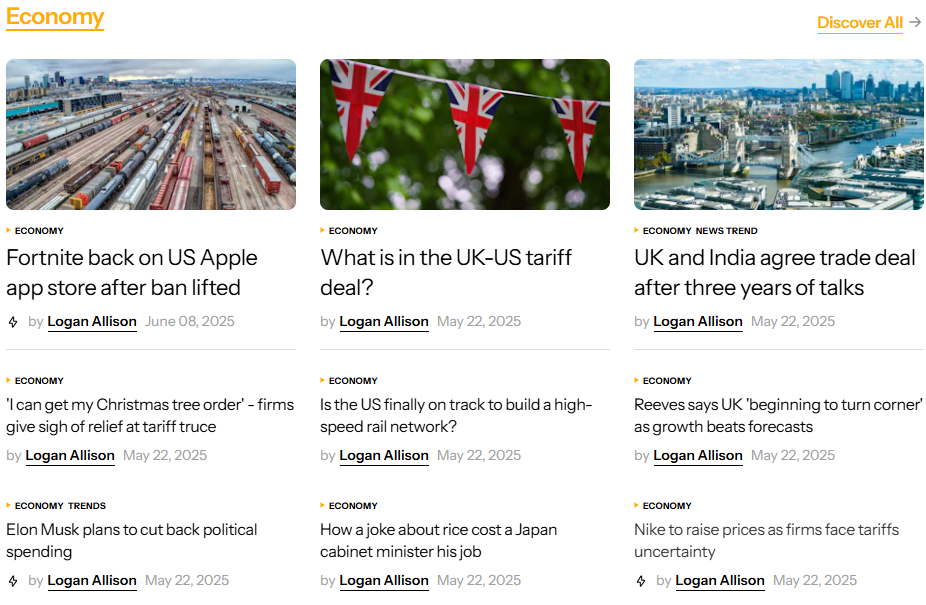 Economy
Discover All →
ECONOMY
Fortnite back on US Apple
app store after ban lifted
by Logan Allison June 08, 2025
ECONOMY
What is in the UK-US tariff
deal?
by Logan Allison May 22, 2025
ECONOMY NEWS TREND
UK and India agree trade deal
after three years of talks
by Logan Allison May 22, 2025
ECONOMY
'I can get my Christmas tree order' - firms
give sigh of relief at tariff truce
by Logan Allison May 22, 2025
ECONOMY
Is the US finally on track to build a high-
speed rail network?
by Logan Allison May 22, 2025
ECONOMY
Reeves says UK 'beginning to turn corner'
as growth beats forecasts
by Logan Allison May 22, 2025
ECONOMY TRENDS
Elon Musk plans to cut back political
spending
by Logan Allison May 22, 2025
ECONOMY
How a joke about rice cost a Japan
cabinet minister his job
by Logan Allison May 22, 2025
ECONOMY
Nike to raise prices as firms face tariffs
uncertainty
by Logan Allison May 22, 2025